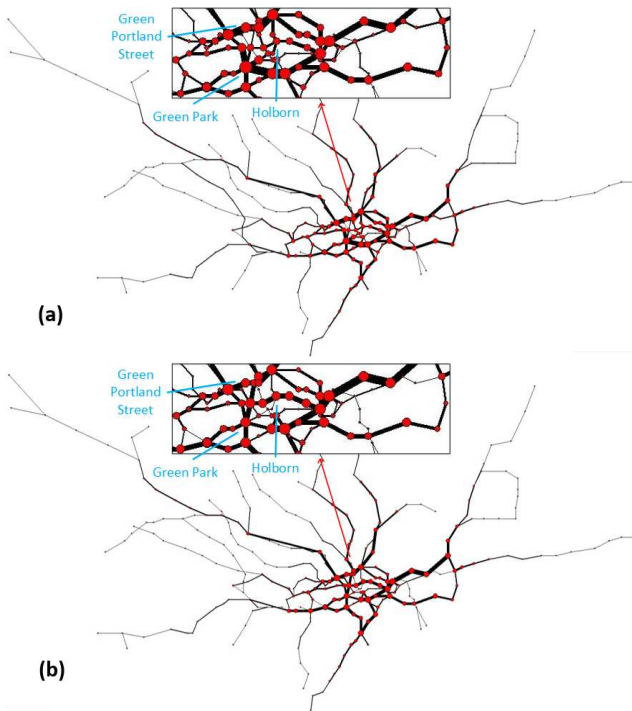 Green
Portland
Street
Green Park
Holborn
(a)
Green
Portland
Street
Green Park
Holborn
(b)